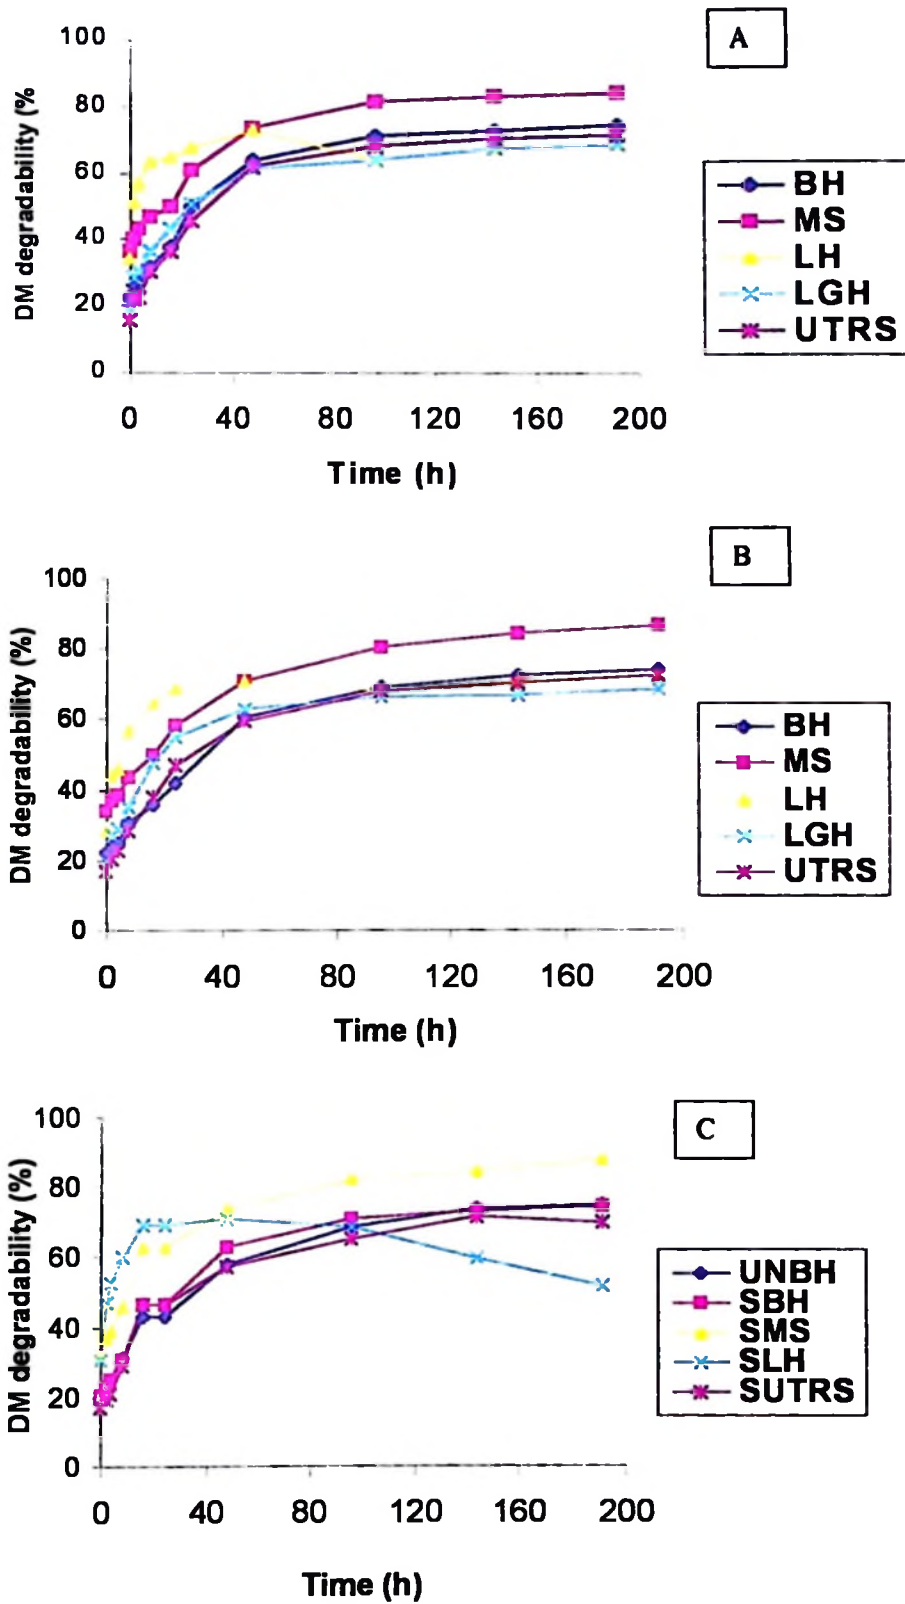 A
DM degradability (%
100
80
60
40
20
0
0 40 80 120 160 200
Time (h)
BH
MS
LH
LGH
UTRS
B
DM degradability (%)
100
80
60
40
20
0
0 40 80 120 160 200
Time (h)
BH
MS
LH
LGH
UTRS
C
DM degradability (%)
100
80
60
40
20
0
0 40 80 120 160 200
Time (h)
UNBH
SBH
SMS
SLH
SUTRS